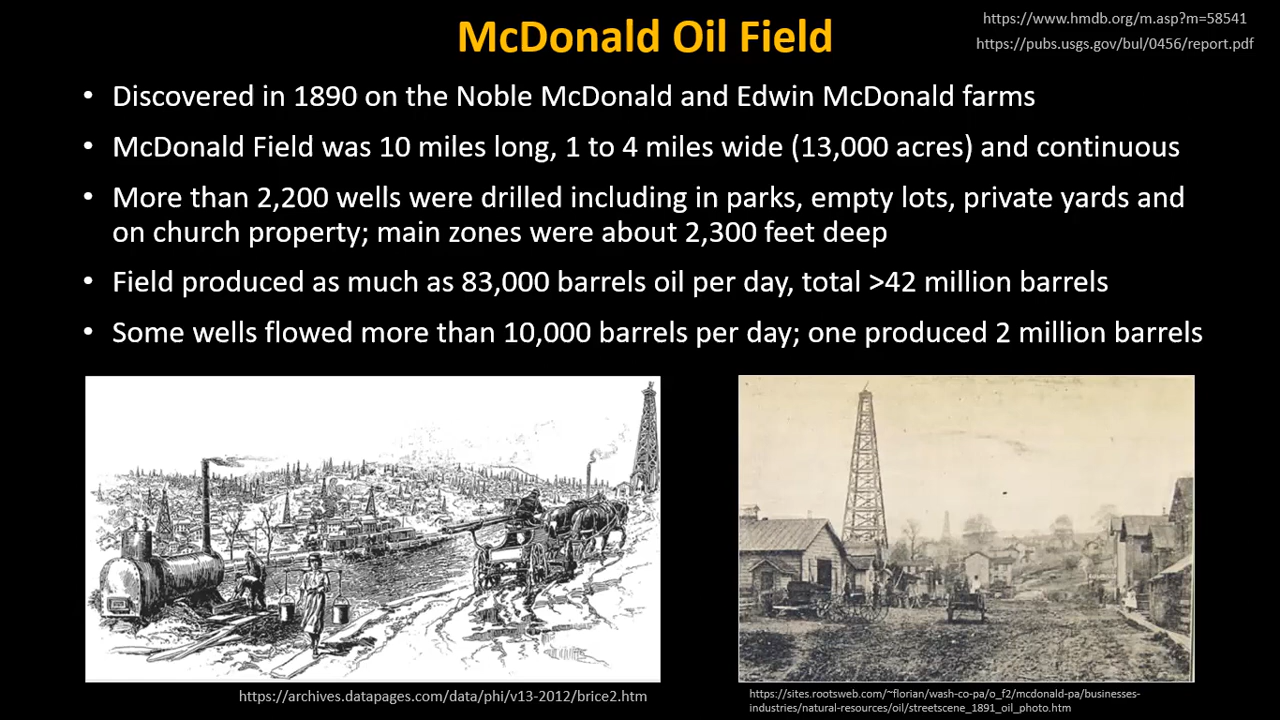 McDonald Oil Field
https://www.hmdb.org/m.asp?m=58541
https://pubs.usgs.gov/bul/0456/report.pdf
• Discovered in 1890 on the Noble McDonald and Edwin McDonald farms
• McDonald Field was 10 miles long, 1 to 4 miles wide (13,000 acres) and continuous
• More than 2,200 wells were drilled including in parks, empty lots, private yards and
on church property; main zones were about 2,300 feet deep
• Field produced as much as 83,000 barrels oil per day, total >42 million barrels
• Some wells flowed more than 10,000 barrels per day; one produced 2 million barrels
https://archives.datapages.com/data/phi/v13-2012/brice2.htm
https://sites.rootsweb.com/~florian/wash-co-pa/o_f2/mcdonald-pa/businesses-
industries/natural-resources/oil/streetscene_1891_oil_photo.htm